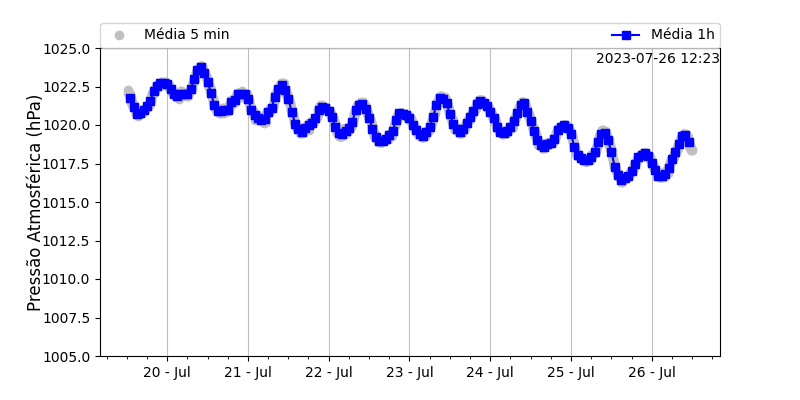 Média 5 min
Média 1h
2023-07-26 12:23
Pressão Atmosférica (hPa)
1025.0
1022.5
1020.0
1017.5
1015.0
1012.5
1010.0
1007.5
1005.0
20 - Jul
21 - Jul
22 - Jul
23 - Jul
24 - Jul
25 - Jul
26 - Jul